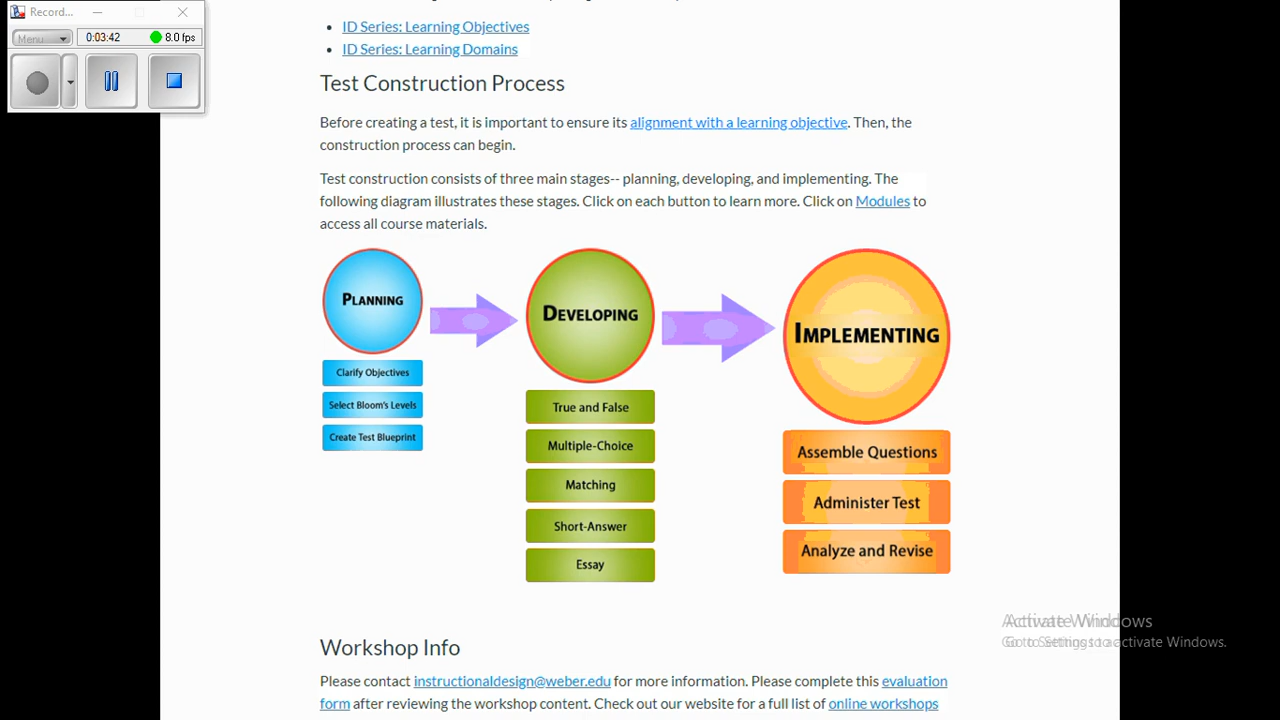 Record...
Menu
0:03:42
8.0 fps
ID Series: Learning Objectives
ID Series: Learning Domains
Test Construction Process
Before creating a test, it is important to ensure its alignment with a learning objective. Then, the
construction process can begin.
Test construction consists of three main stages-- planning, developing, and implementing. The
following diagram illustrates these stages. Click on each button to learn more. Click on Modules to
access all course materials.
PLANNING
Clarify Objectives
Select Bloom's Levels
Create Test Blueprint
DEVELOPING
True and False
Multiple-Choice
Matching
Short-Answer
Essay
IMPLEMENTING
Assemble Questions
Administer Test
Analyze and Revise
Activate Windows
Go to Settings to activate Windows.
Workshop Info
Please contact instructionaldesign@weber.edu for more information. Please complete this evaluation
form after reviewing the workshop content. Check out our website for a full list of online workshops